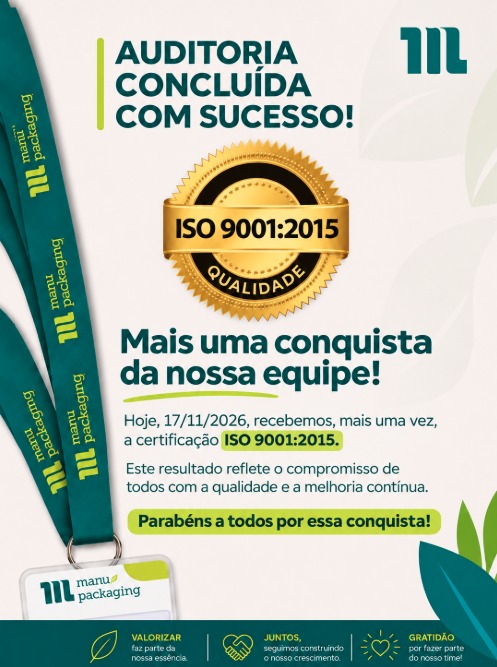 AUDITORIA
CONCLUÍDA
COM SUCESSO!
ISO 9001:2015
QUALIDADE
Mais uma conquista
da nossa equipe!
Hoje, 17/11/2026, recebemos, mais uma vez,
a certificação ISO 9001:2015.
Este resultado reflete o compromisso de
todos com a qualidade e a melhoria contínua.
Parabéns a todos por essa conquista!
manu
packaging
manu
packaging
manu
packaging
manu
packaging
manu
packaging
VALORIZAR
faz parte da
nossa essência.
JUNTOS,
seguimos construindo
o nosso crescimento.
GRATIDÃO
por fazer parte
do nosso time!